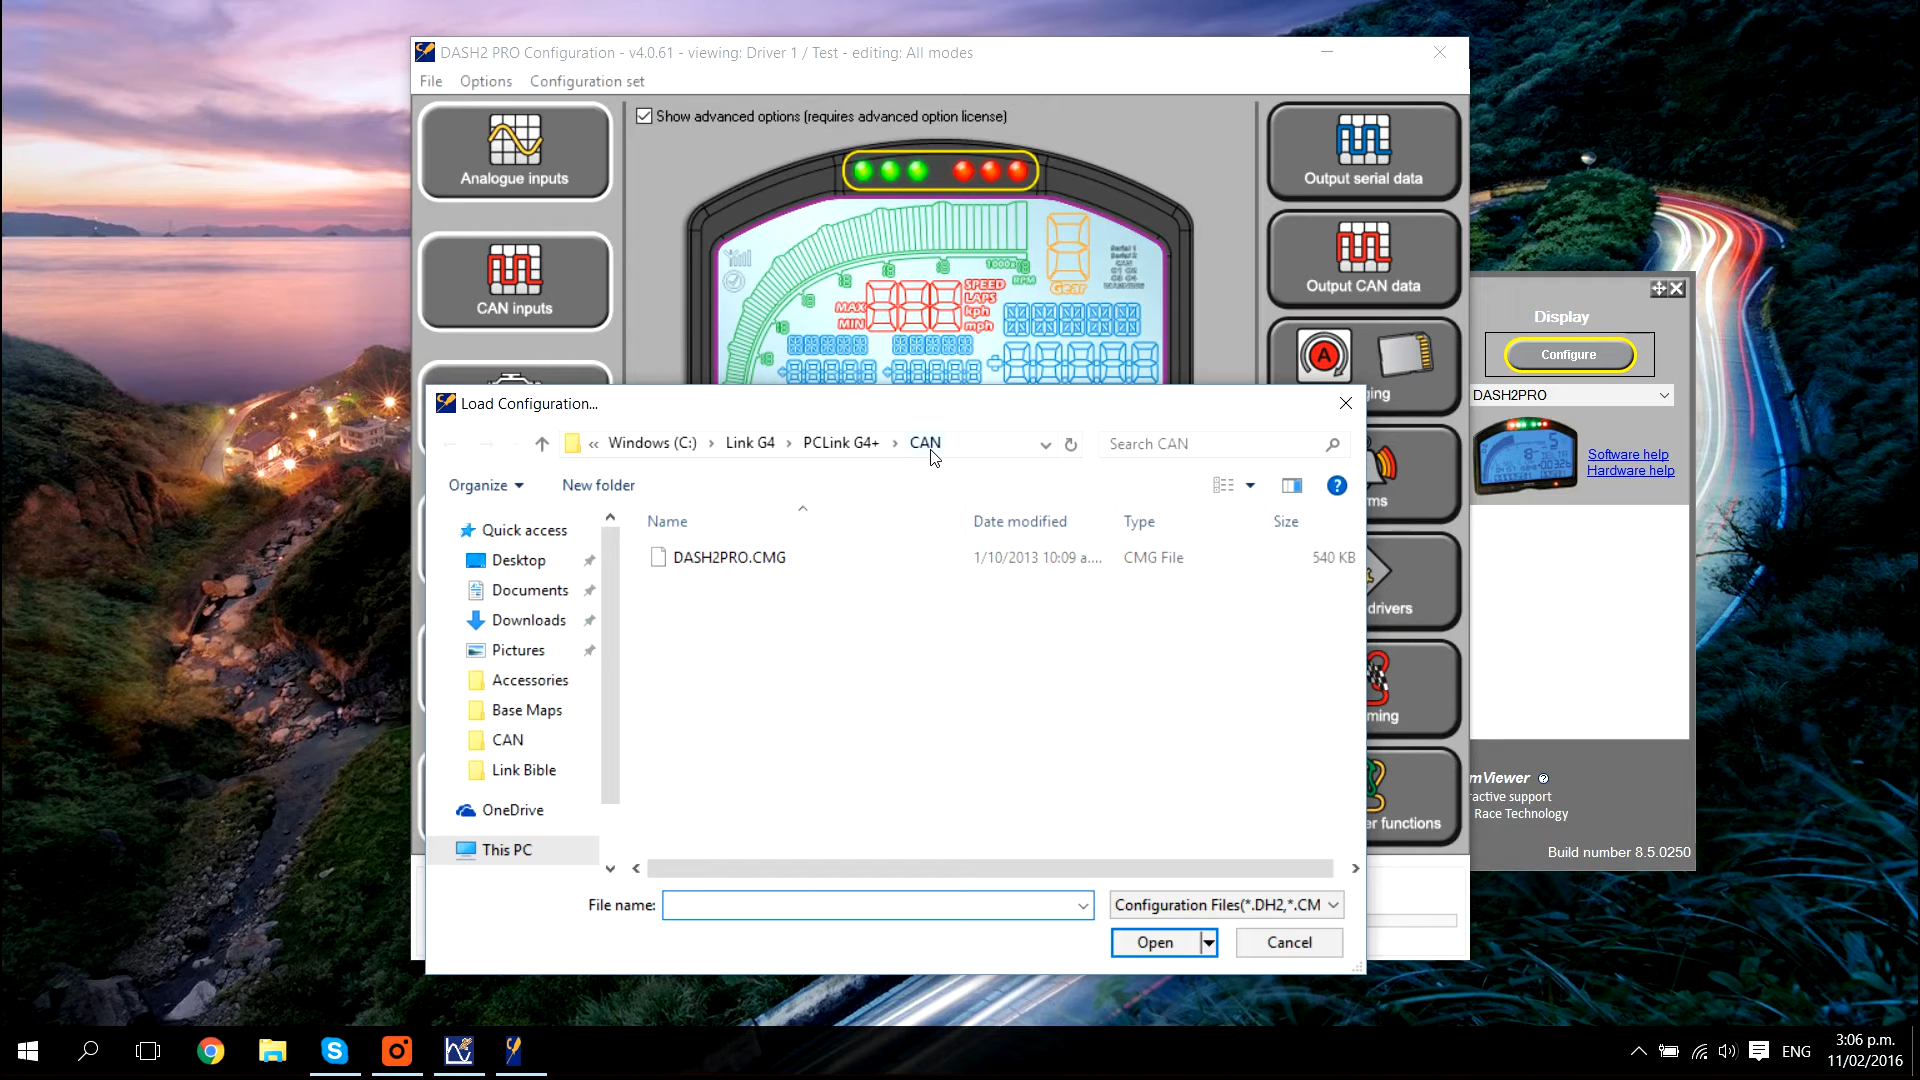 DASH2 PRO Configuration - v4.0.61 - viewing: Driver 1 / Test - editing: All modes
File Options Configuration set
Show advanced options (requires advanced option license)
Analogue inputs
CAN inputs
Output serial data
Output CAN data
ging
rms
drivers
ming
er functions
1000x
RPM
Gear
SPEED
LAPS
kph
mph
MAX
MIN
Display
Configure
DASH2PRO
Software help
Hardware help
mViewer
ractive support
Race Technology
Build number 8.5.0250
Load Configuration...
« Windows (C:) › Link G4 › PCLink G4+ › CAN
Search CAN
Organize
New folder
Name Date modified Type Size
DASH2PRO.CMG 1/10/2013 10:09 a.... CMG File 540 KB
Quick access
Desktop
Documents
Downloads
Pictures
Accessories
Base Maps
CAN
Link Bible
OneDrive
This PC
File name:
Configuration Files(*.DH2,*.CM
Open
Cancel
ENG
3:06 p.m.
11/02/2016